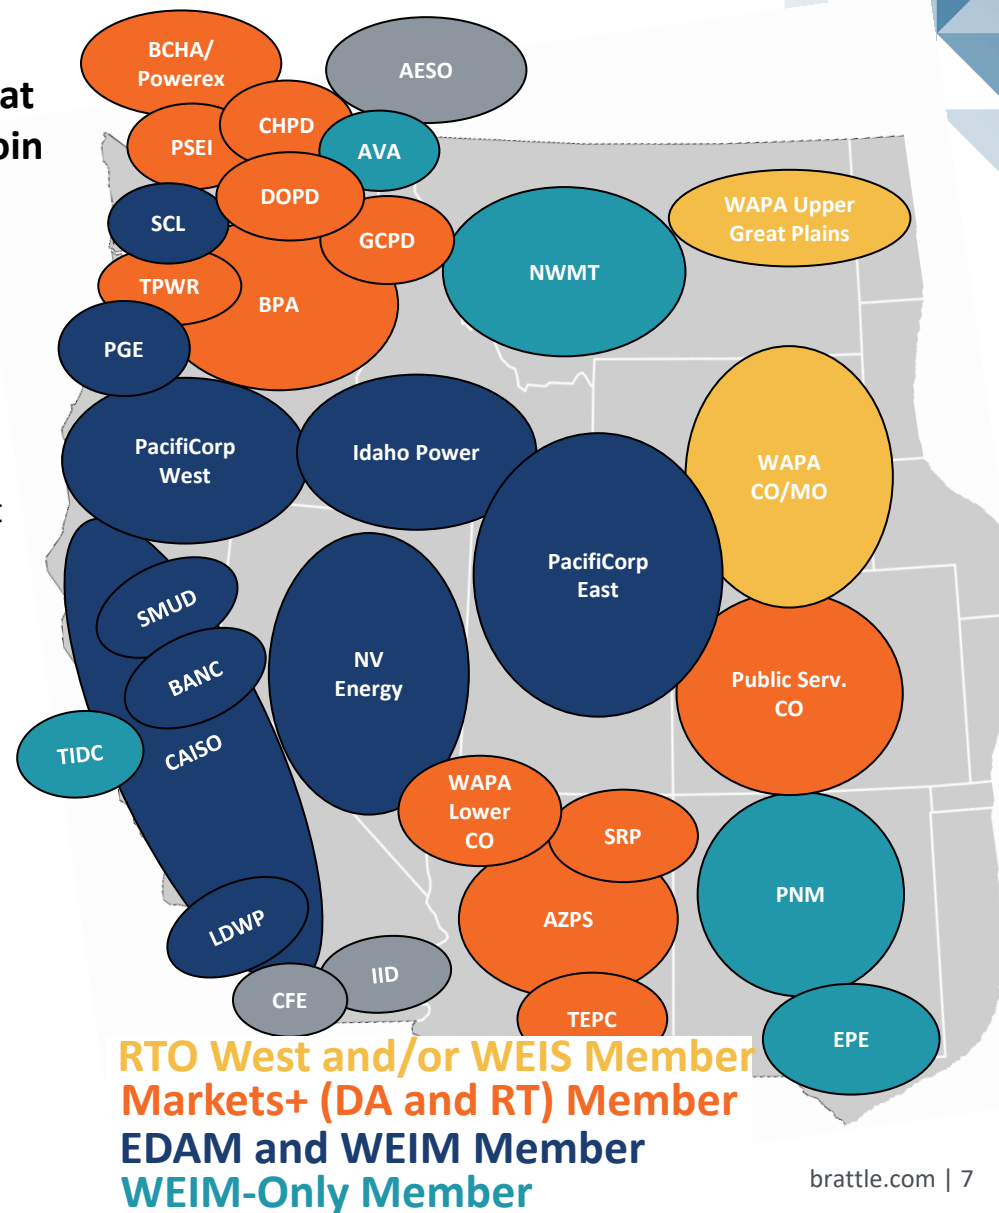 at
oin
t
BCHA/
Powerex
AESO
CHPD
PSEI
AVA
DOPD
SCL
GCPD
WAPA Upper
Great Plains
NWMT
TPWR
BPA
PGE
PacifiCorp
West
Idaho Power
WAPA
CO/MO
PacifiCorp
East
SMUD
BANC
NV
Energy
Public Serv.
CO
TIDC
CAISO
WAPA
Lower
CO
SRP
PNM
AZPS
LDWP
IID
CFE
TEPC
EPE
RTO West and/or WEIS Member
Markets+ (DA and RT) Member
EDAM and WEIM Member
WEIM-Only Member
brattle.com | 7